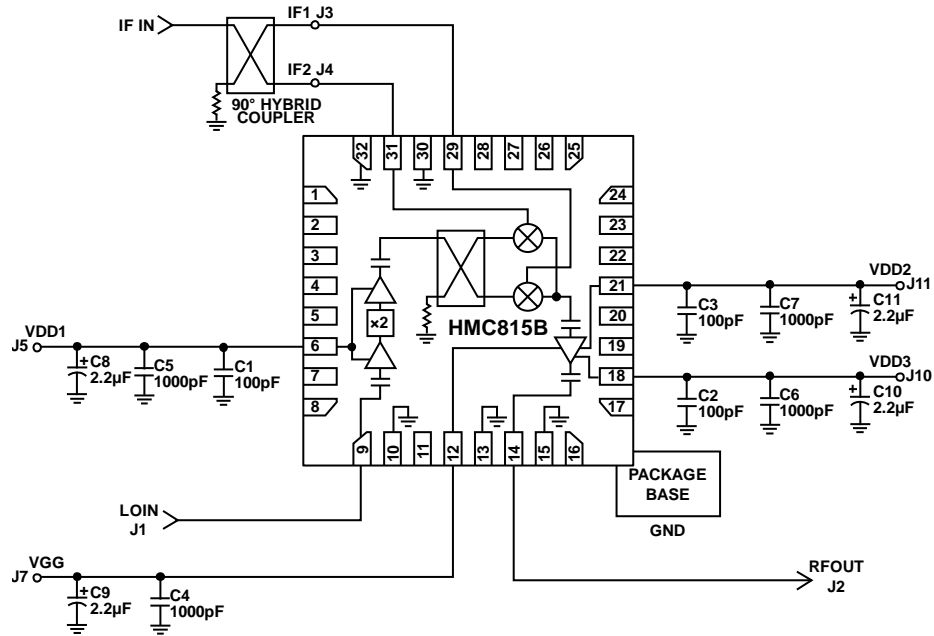 IF IN
IF1 J3
IF2 J4
90° HYBRID
COUPLER
32
31
30
29
28
27
26
25
1
2
3
4
5
6
7
8
24
23
22
21
20
19
18
17
9
10
11
12
13
14
15
16
×2
HMC815B
VDD1
J5
+
C8
2.2µF
C5
1000pF
C1
100pF
VDD2
J11
C3
100pF
C7
1000pF
+
C11
2.2µF
VDD3
J10
C2
100pF
C6
1000pF
+
C10
2.2µF
PACKAGE
BASE
GND
LOIN
J1
VGG
J7
+
C9
2.2µF
C4
1000pF
RFOUT
J2